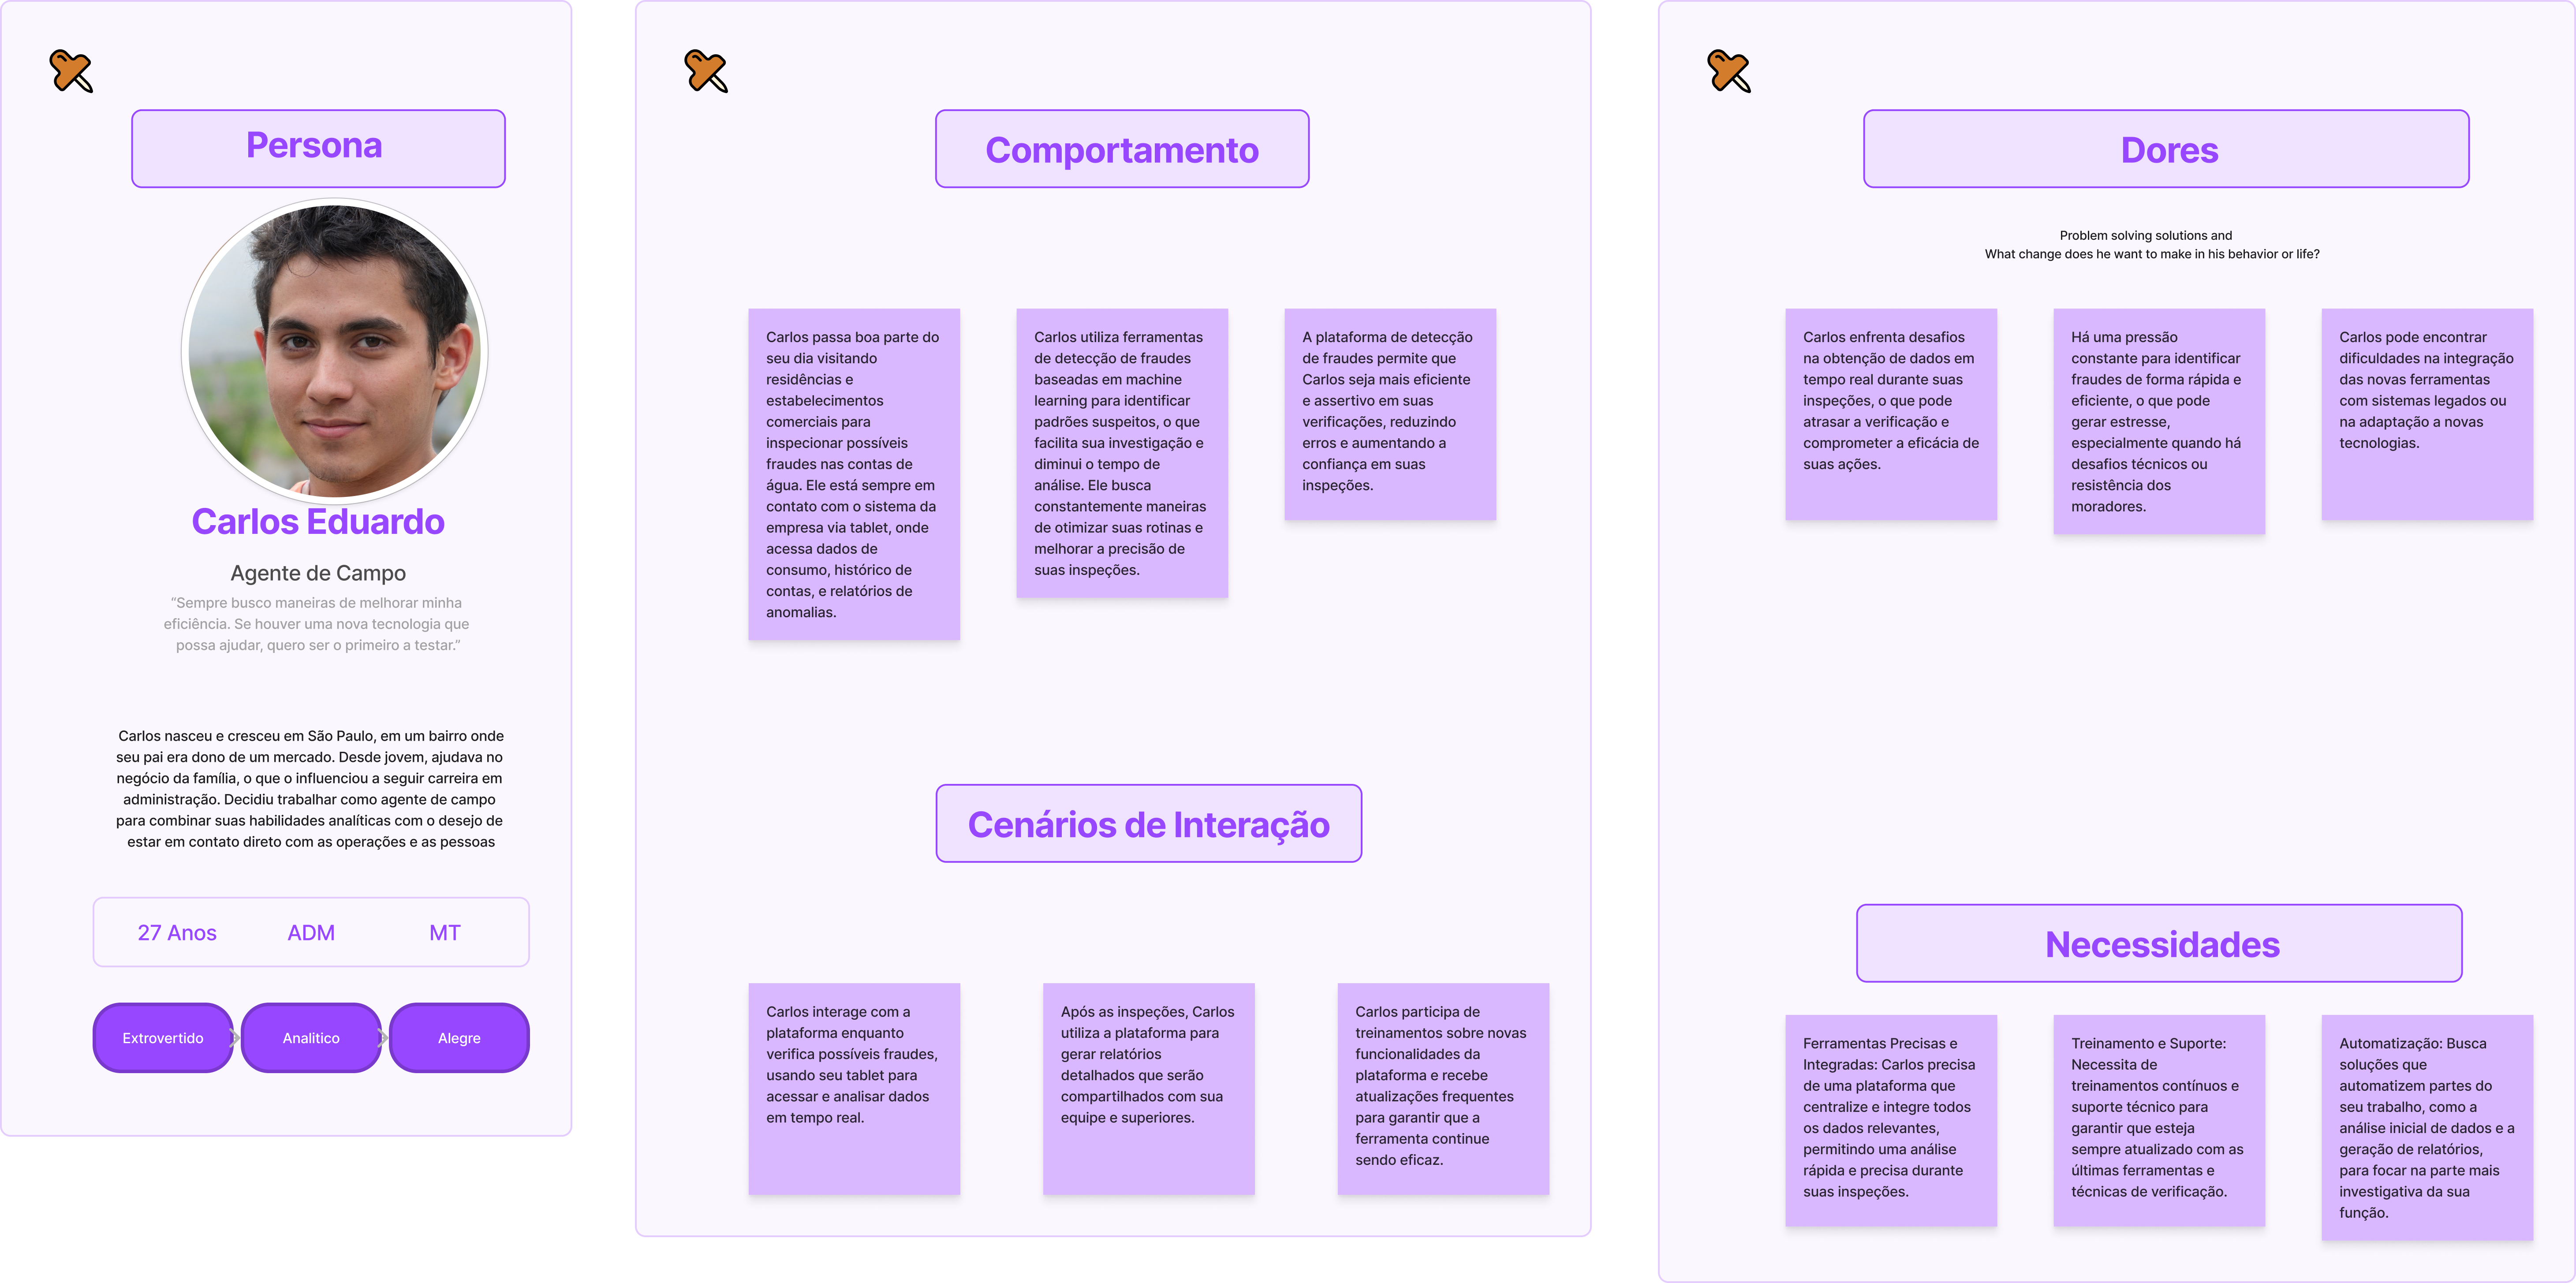 Persona
Carlos Eduardo
Agente de Campo
“Sempre busco maneiras de melhorar minha
eficiência. Se houver uma nova tecnologia que
possa ajudar, quero ser o primeiro a testar.”
Carlos nasceu e cresceu em São Paulo, em um bairro onde
seu pai era dono de um mercado. Desde jovem, ajudava no
negócio da família, o que o influenciou a seguir carreira em
administração. Decidiu trabalhar como agente de campo
para combinar suas habilidades analíticas com o desejo de
estar em contato direto com as operações e as pessoas
27 Anos
ADM
MT
Extrovertido
Analitico
Alegre
Comportamento
Carlos passa boa parte do
seu dia visitando
residências e
estabelecimentos
comerciais para
inspecionar possíveis
fraudes nas contas de
água. Ele está sempre em
contato com o sistema da
empresa via tablet, onde
acessa dados de
consumo, histórico de
contas, e relatórios de
anomalias.
Carlos utiliza ferramentas
de detecção de fraudes
baseadas em machine
learning para identificar
padrões suspeitos, o que
facilita sua investigação e
diminui o tempo de
análise. Ele busca
constantemente maneiras
de otimizar suas rotinas e
melhorar a precisão de
suas inspeções.
A plataforma de detecção
de fraudes permite que
Carlos seja mais eficiente
e assertivo em suas
verificações, reduzindo
erros e aumentando a
confiança em suas
inspeções.
Cenários de Interação
Carlos interage com a
plataforma enquanto
verifica possíveis fraudes,
usando seu tablet para
acessar e analisar dados
em tempo real.
Após as inspeções, Carlos
utiliza a plataforma para
gerar relatórios
detalhados que serão
compartilhados com sua
equipe e superiores.
Carlos participa de
treinamentos sobre novas
funcionalidades da
plataforma e recebe
atualizações frequentes
para garantir que a
ferramenta continue
sendo eficaz.
Dores
Problem solving solutions and
What change does he want to make in his behavior or life?
Carlos enfrenta desafios
na obtenção de dados em
tempo real durante suas
inspeções, o que pode
atrasar a verificação e
comprometer a eficácia de
suas ações.
Há uma pressão
constante para identificar
fraudes de forma rápida e
eficiente, o que pode
gerar estresse,
especialmente quando há
desafios técnicos ou
resistência dos
moradores.
Carlos pode encontrar
dificuldades na integração
das novas ferramentas
com sistemas legados ou
na adaptação a novas
tecnologias.
Necessidades
Ferramentas Precisas e
Integradas: Carlos precisa
de uma plataforma que
centralize e integre todos
os dados relevantes,
permitindo uma análise
rápida e precisa durante
suas inspeções.
Treinamento e Suporte:
Necessita de
treinamentos contínuos e
suporte técnico para
garantir que esteja
sempre atualizado com as
últimas ferramentas e
técnicas de verificação.
Automatização: Busca
soluções que
automatizem partes do
seu trabalho, como a
análise inicial de dados e a
geração de relatórios,
para focar na parte mais
investigativa da sua
função.